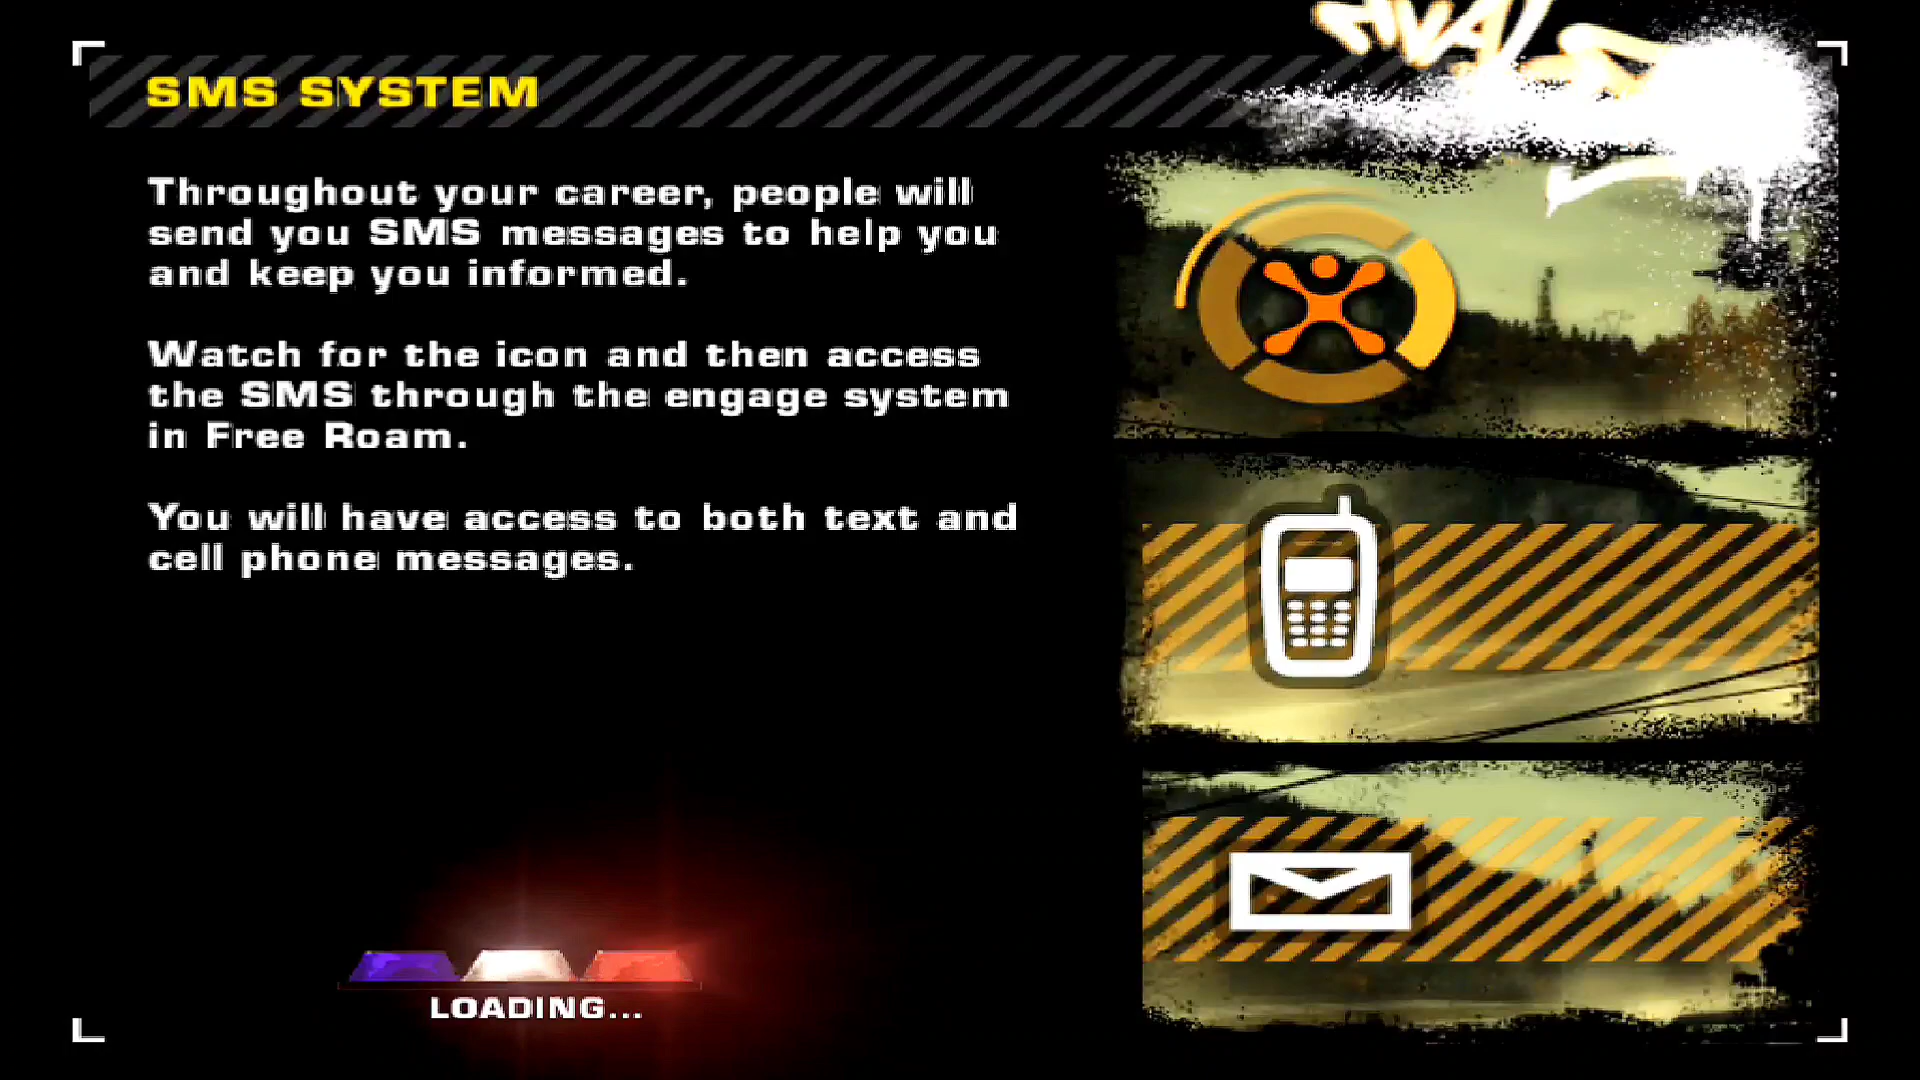 SMS SYSTEM
Throughout your career, people will
send you SMS messages to help you
and keep you informed.
Watch for the icon and then access
the SMS through the engage system
in Free Roam.
You will have access to both text and
cell phone messages.
LOADING...